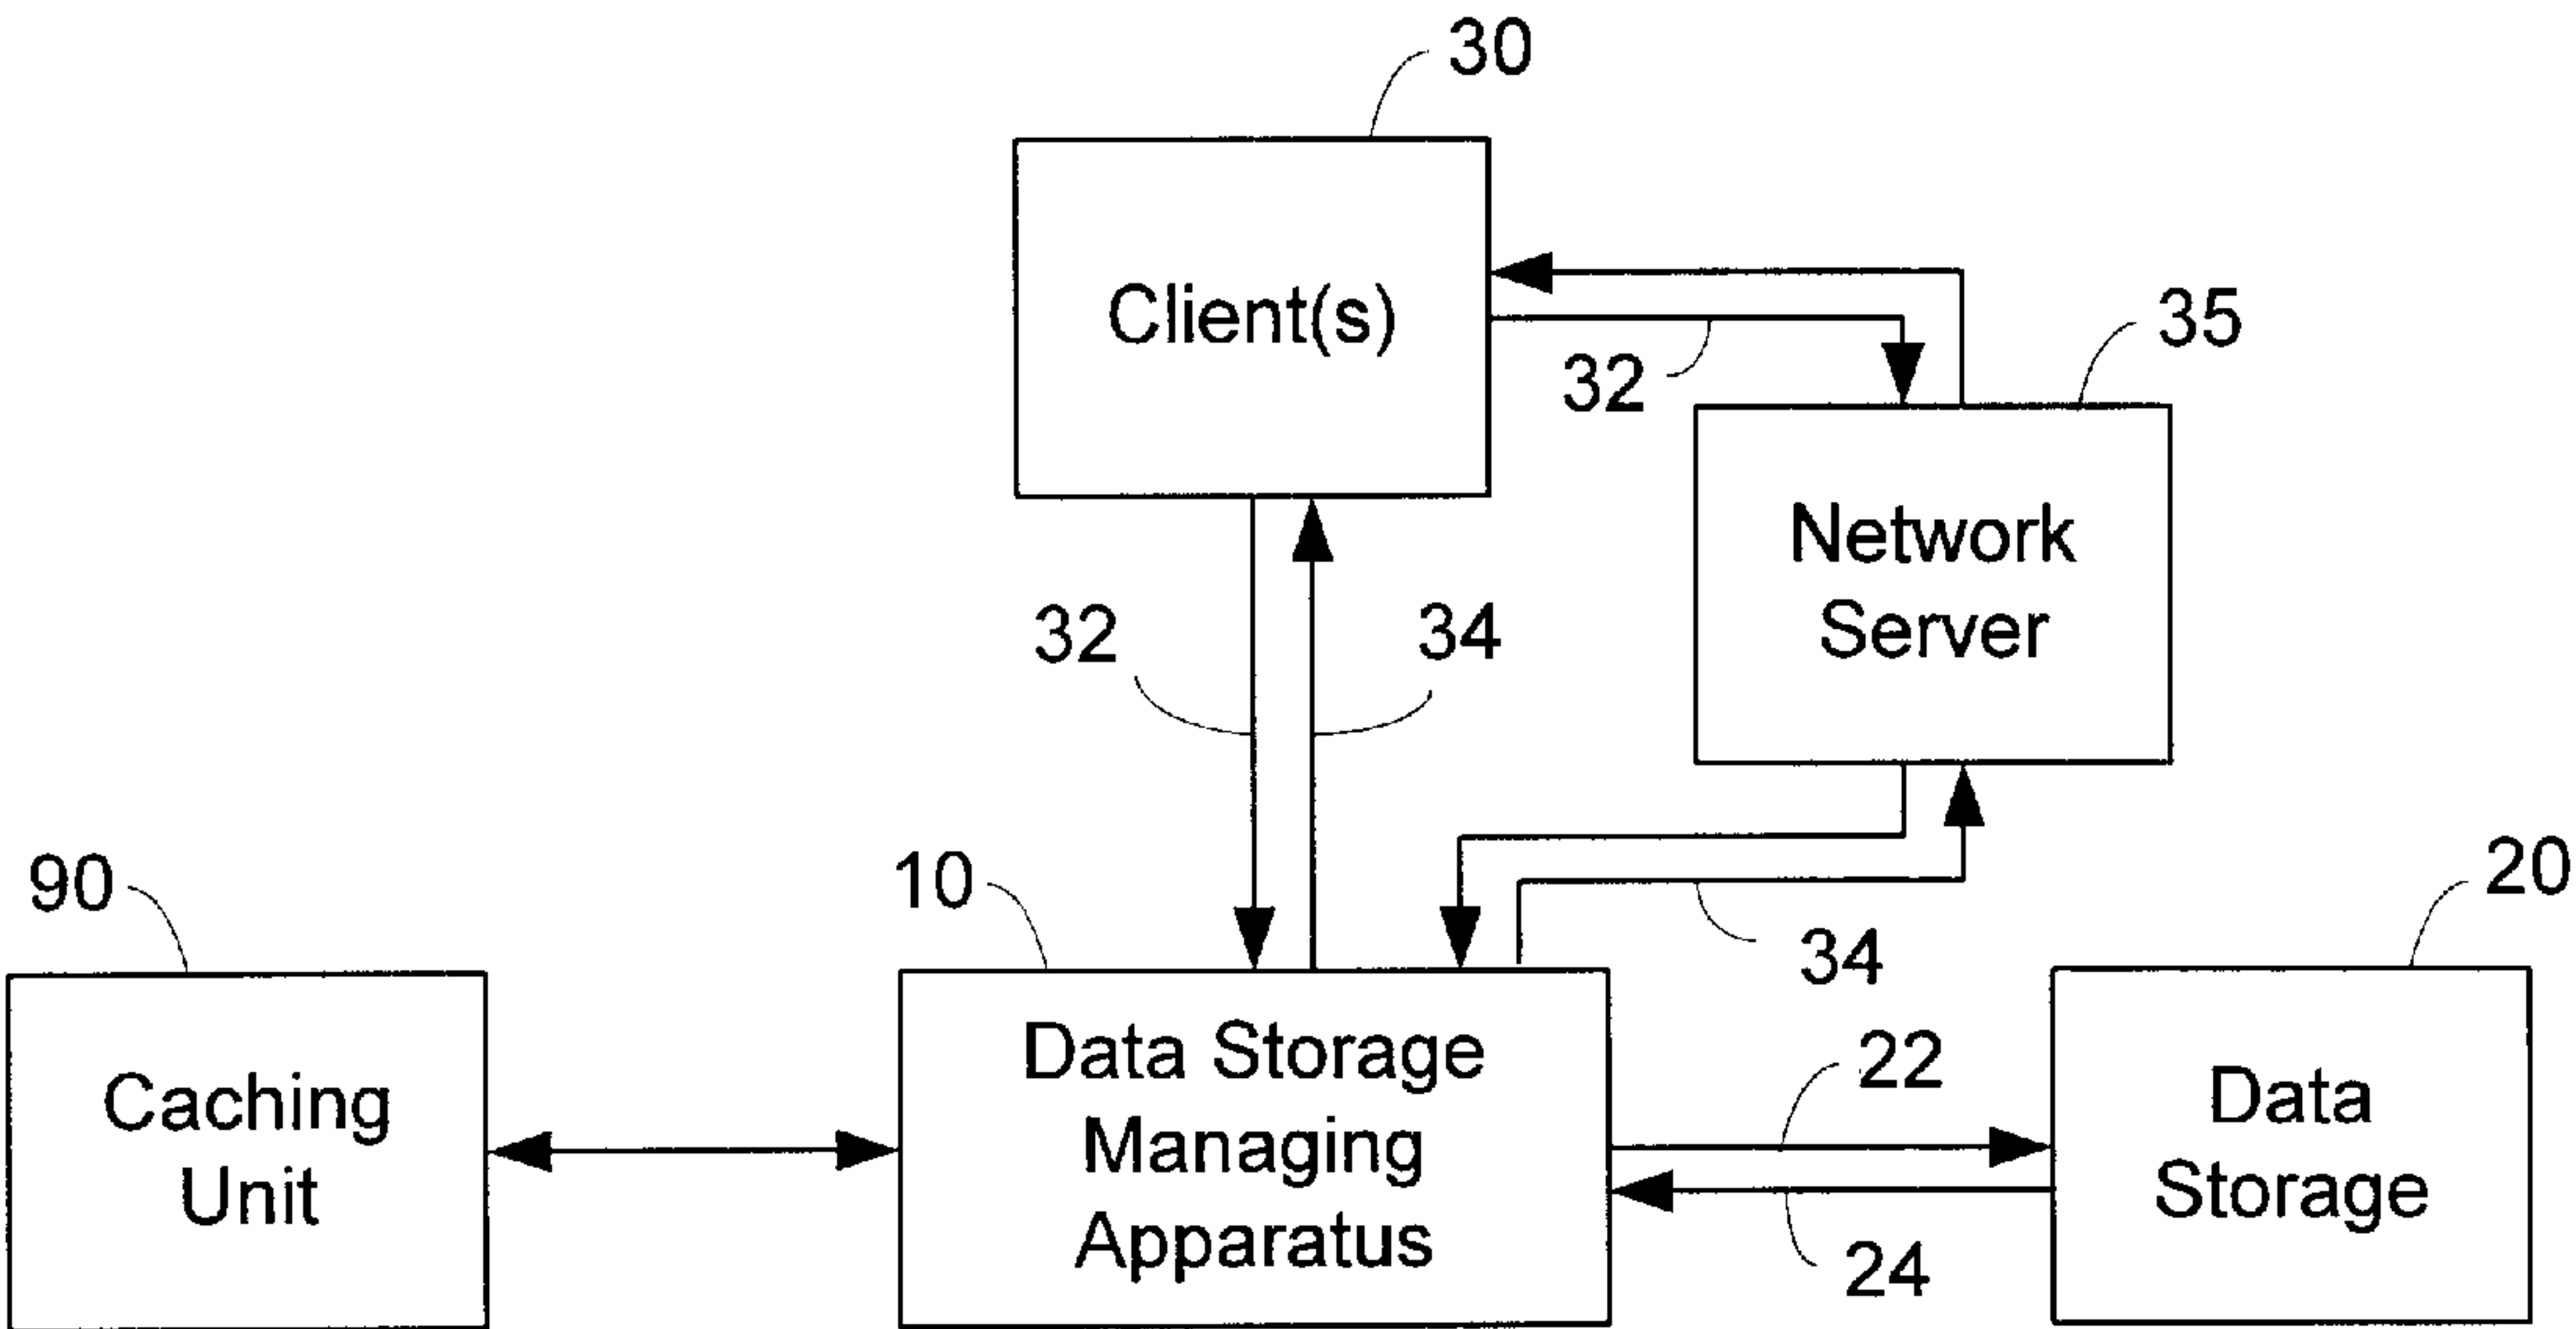 30
Client(s)
35
32
Network
Server
32
34
90
10
20
34
Data Storage
Managing
Apparatus
22
Caching
Unit
Data
Storage
24